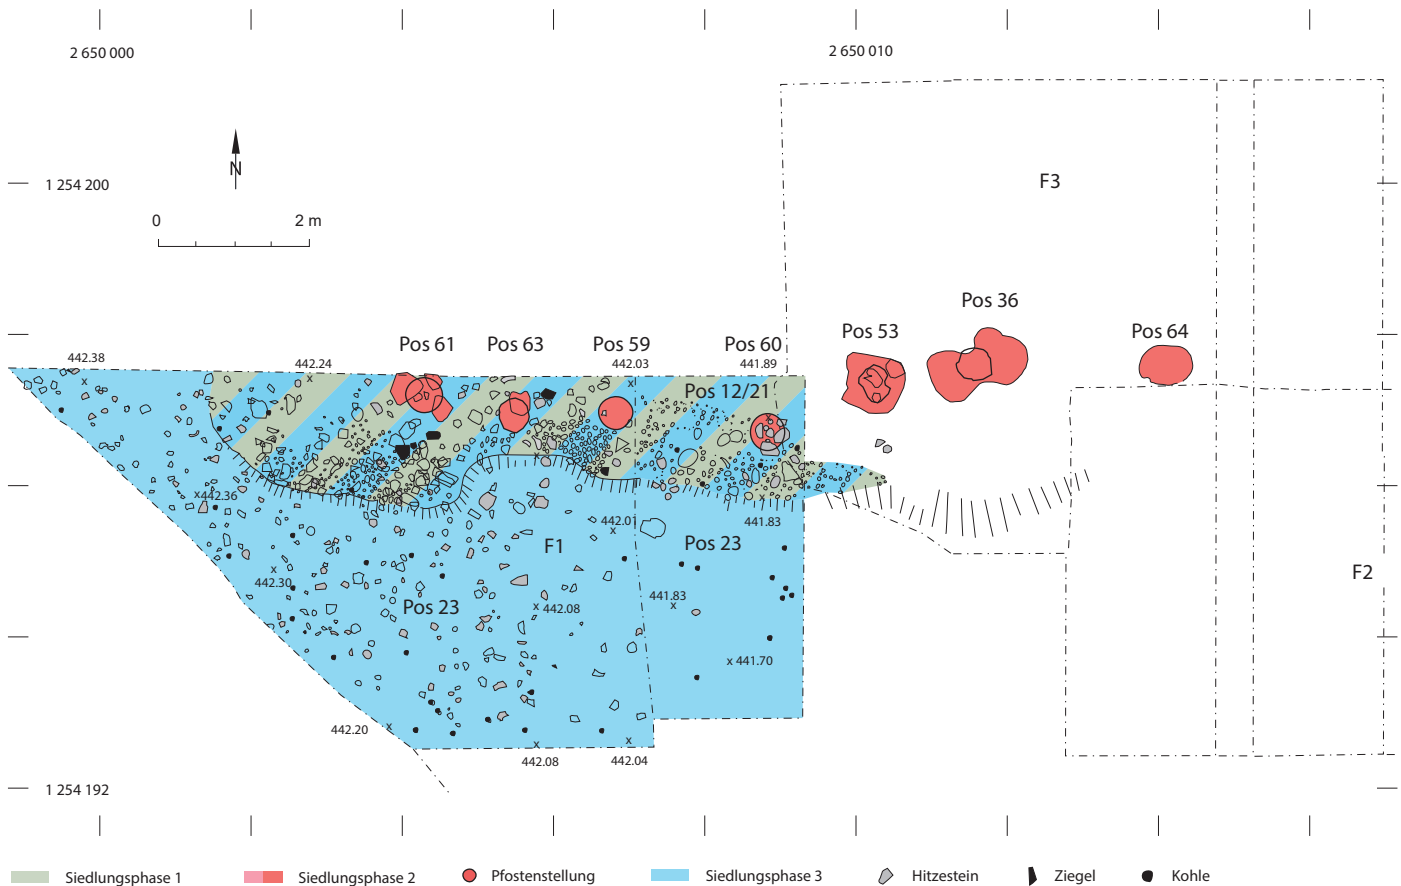 2 650 000
2 650 010
N
1 254 200
F3
0 2 m
Pos 36
Pos 53
Pos 64
Pos 61
Pos 63
Pos 59
Pos 60
442.38
442.24
442.03
441.89
Pos 12/21
x 442.36
442.01
441.83
F1
Pos 23
x
442.30
F2
441.83
x
Pos 23
x 442.08
x 441.70
442.20 x
x
442.08
x
442.04
1 254 192
Siedlungsphase 1
Siedlungsphase 2
Pfostenstellung
Siedlungsphase 3
Hitzestein
Ziegel
Kohle